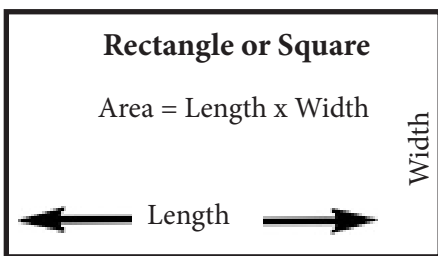 Rectangle or Square
Area = Length x Width
Width
Length